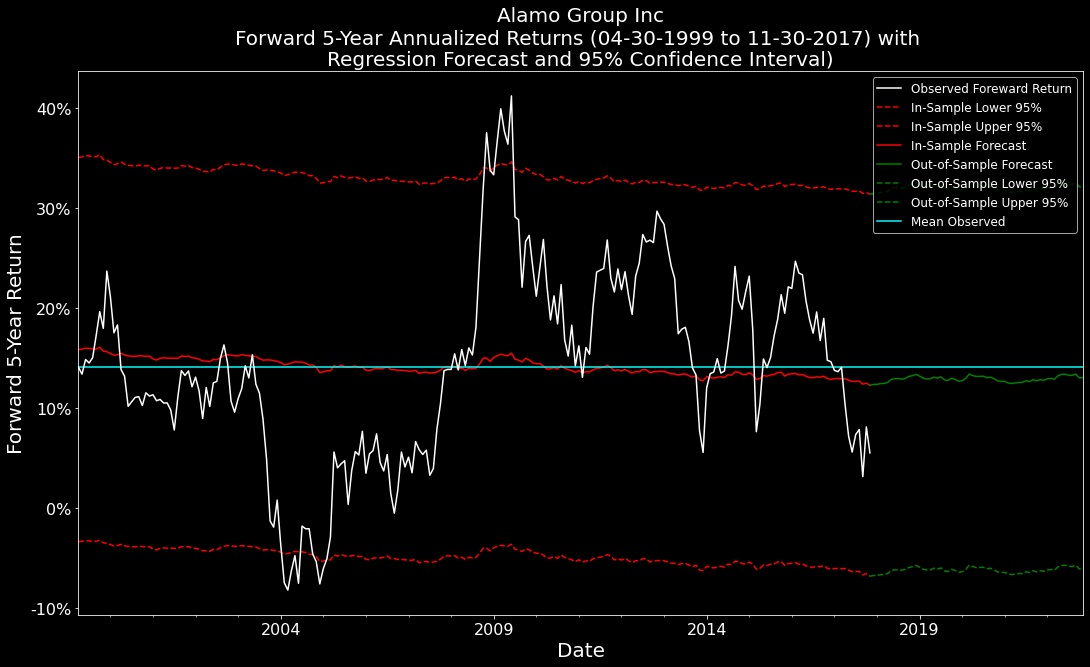 Alamo Group Inc
Forward 5-Year Annualized Returns (04-30-1999 to 11-30-2017) with
Regression Forecast and 95% Confidence Interval)
Observed Foreward Return
In-Sample Lower 95%
In-Sample Upper 95%
In-Sample Forecast
Out-of-Sample Forecast
Out-of-Sample Lower 95%
Out-of-Sample Upper 95%
Mean Observed
Forward 5-Year Return
40%
30%
20%
10%
0%
-10%
2004
2009
2014
2019
Date